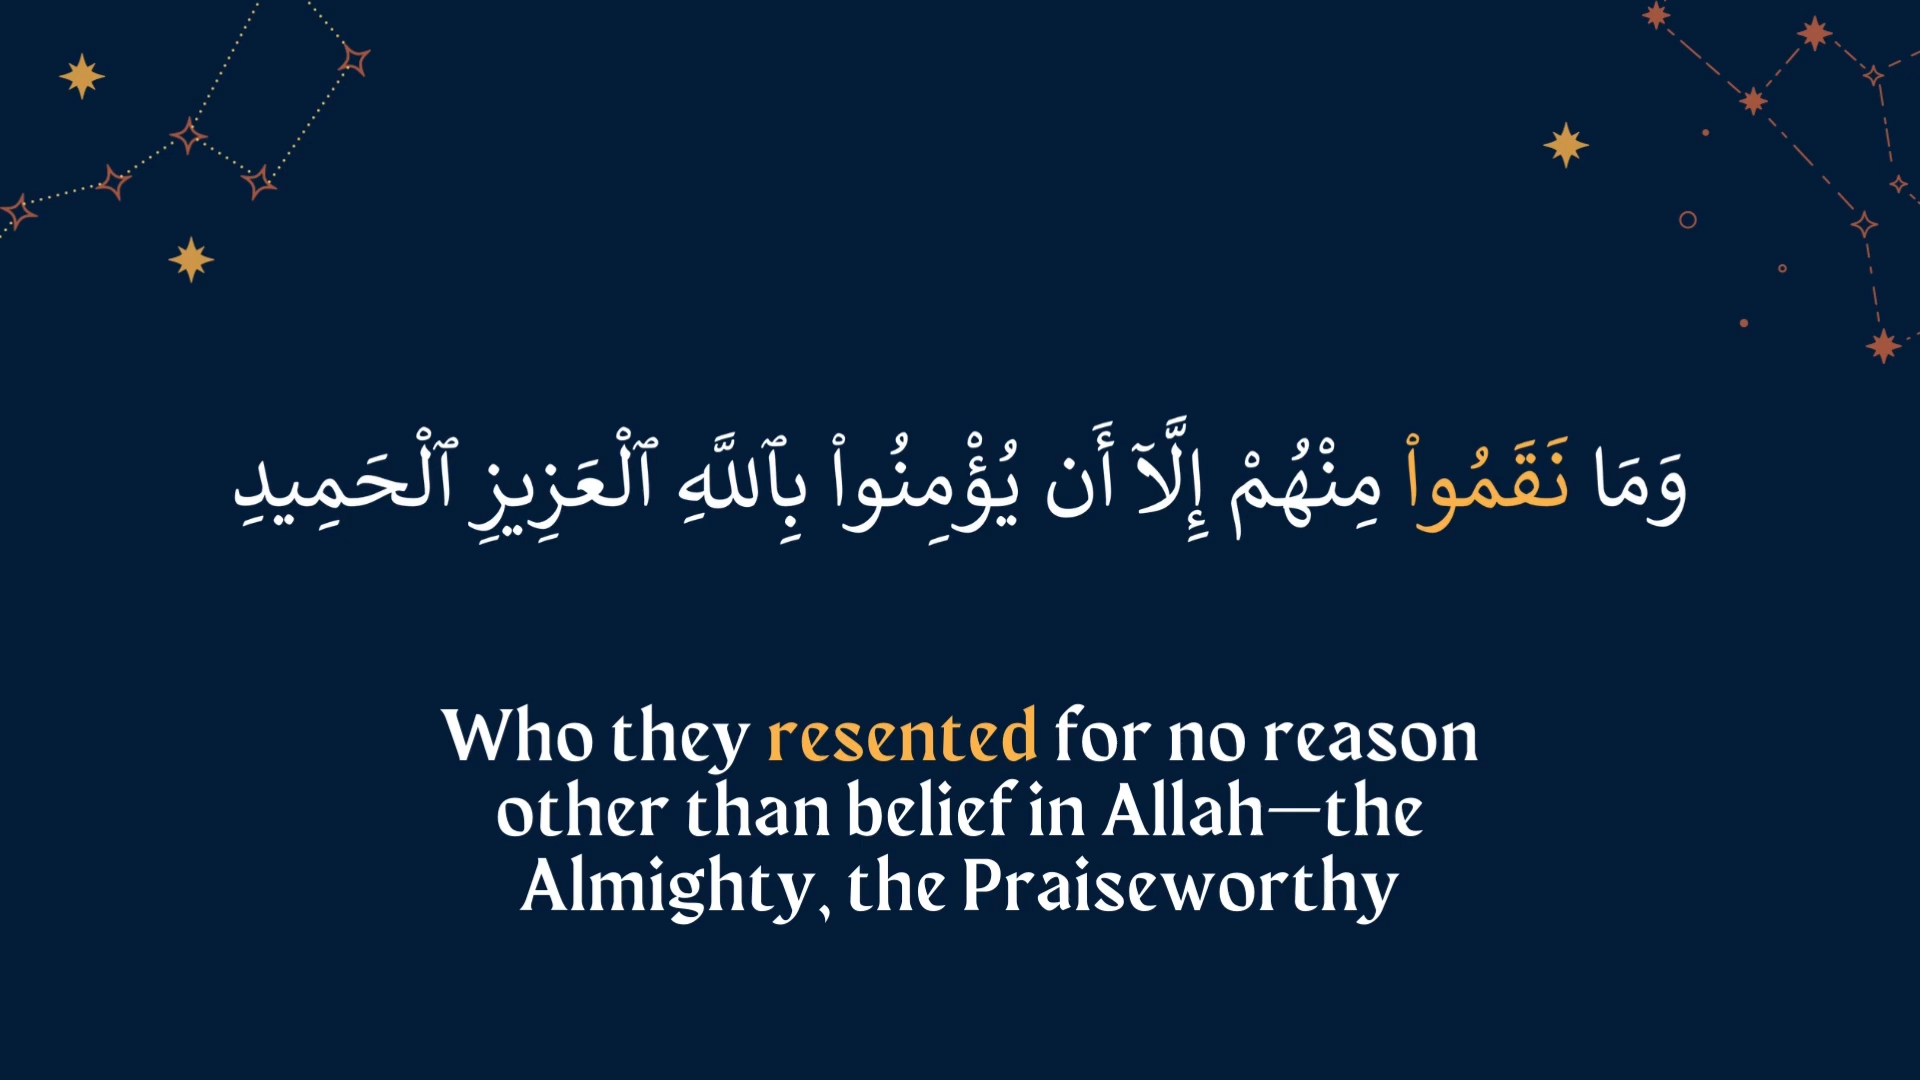 وَمَا نَقَمُوا۟ مِنْهُمْ إِلَّآ أَن يُؤْمِنُوا۟ بِٱللَّهِ ٱلْعَزِيزِ ٱلْحَمِيدِ
Who they resented for no reason
other than belief in Allah—the
Almighty, the Praiseworthy